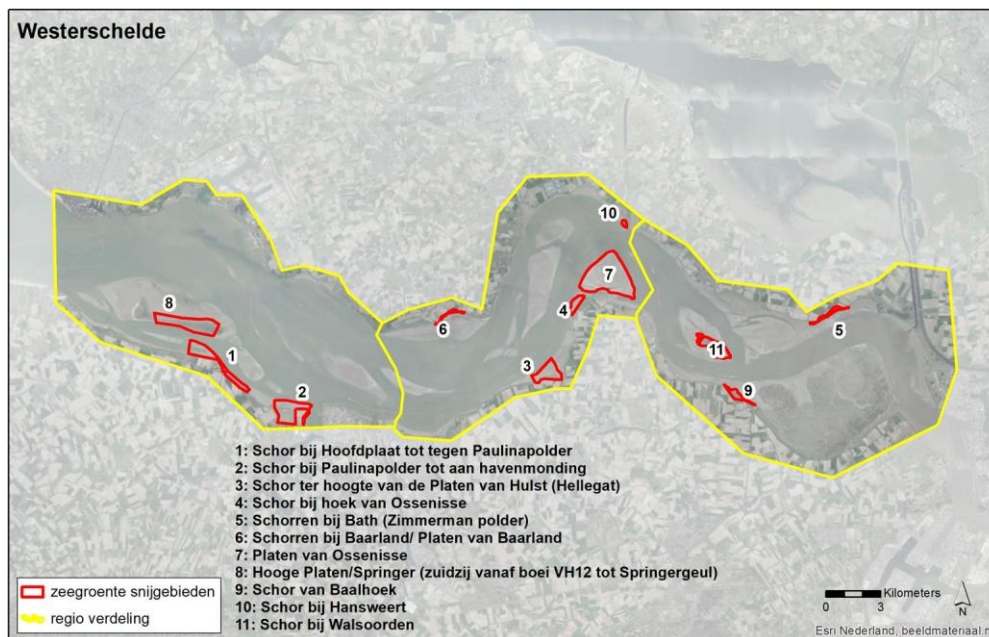 Westerschelde
10
7
8
4
6
5
1
11
3
9
2
1: Schor bij Hoofdplaat tot tegen Paulinapolder
2: Schor bij Paulinapolder tot aan havenmonding
3: Schor ter hoogte van de Platen van Hulst (Hellegat)
4: Schor bij hoek van Ossenisse
5: Schorren bij Bath (Zimmerman polder)
6: Schorren bij Baarland/ Platen van Baarland
7: Platen van Ossenisse
8: Hooge Platen/Springer (zuidzij vanaf boei VH12 tot Springergeul)
9: Schor van Baalhoek
10: Schor bij Hansweert
11: Schor bij Walsoorden
zeegroente snijgebieden
regio verdeling
Kilometers
0 3
N
Esri Nederland, beeldmateriaal.n